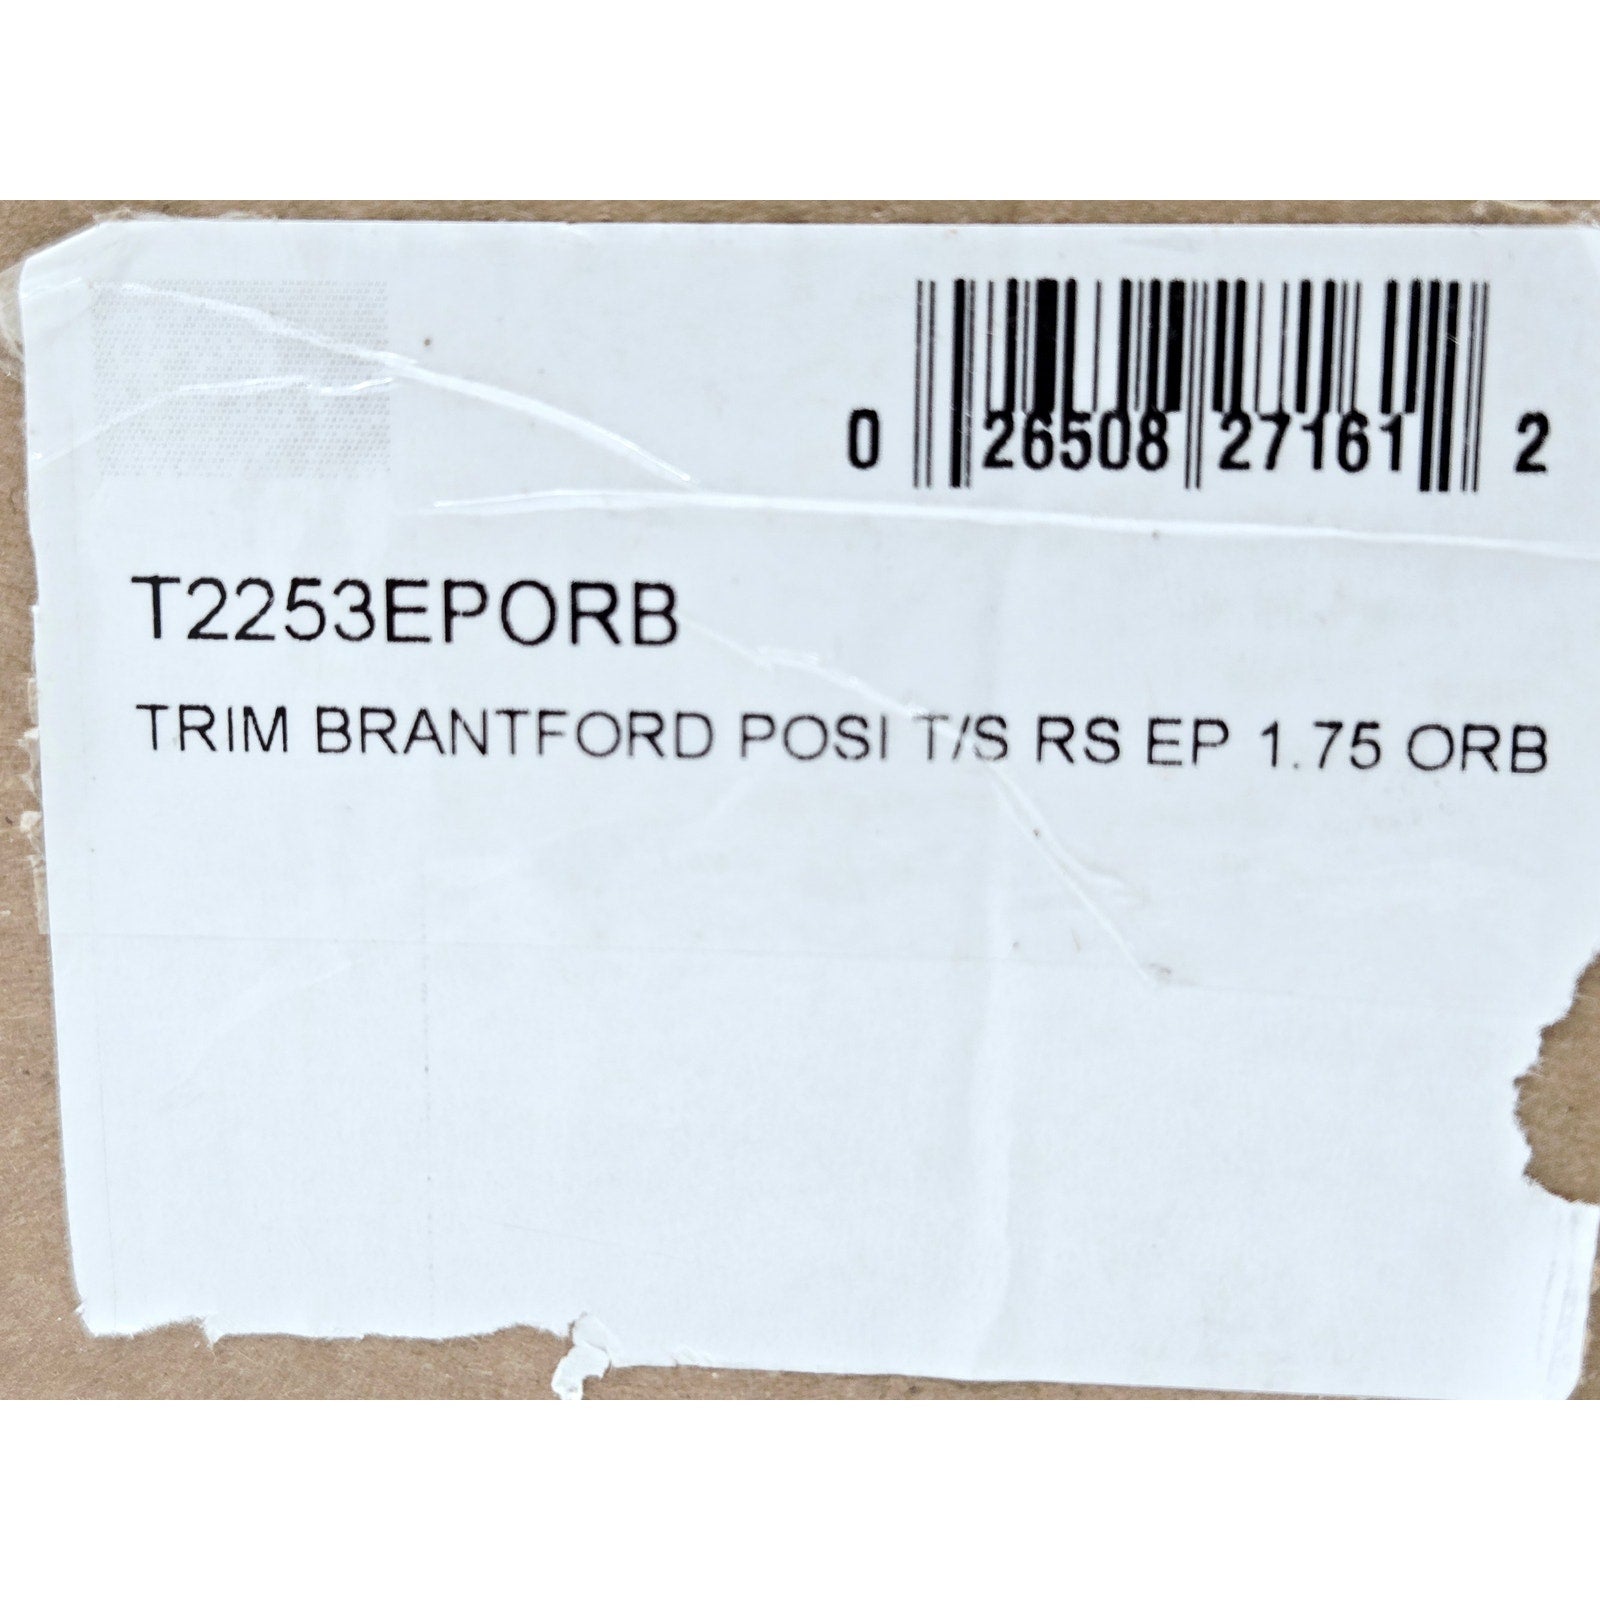 0 26508 27161 2
T2253EPORB
TRIM BRANTFORD POSI T/S RS EP 1.75 ORB